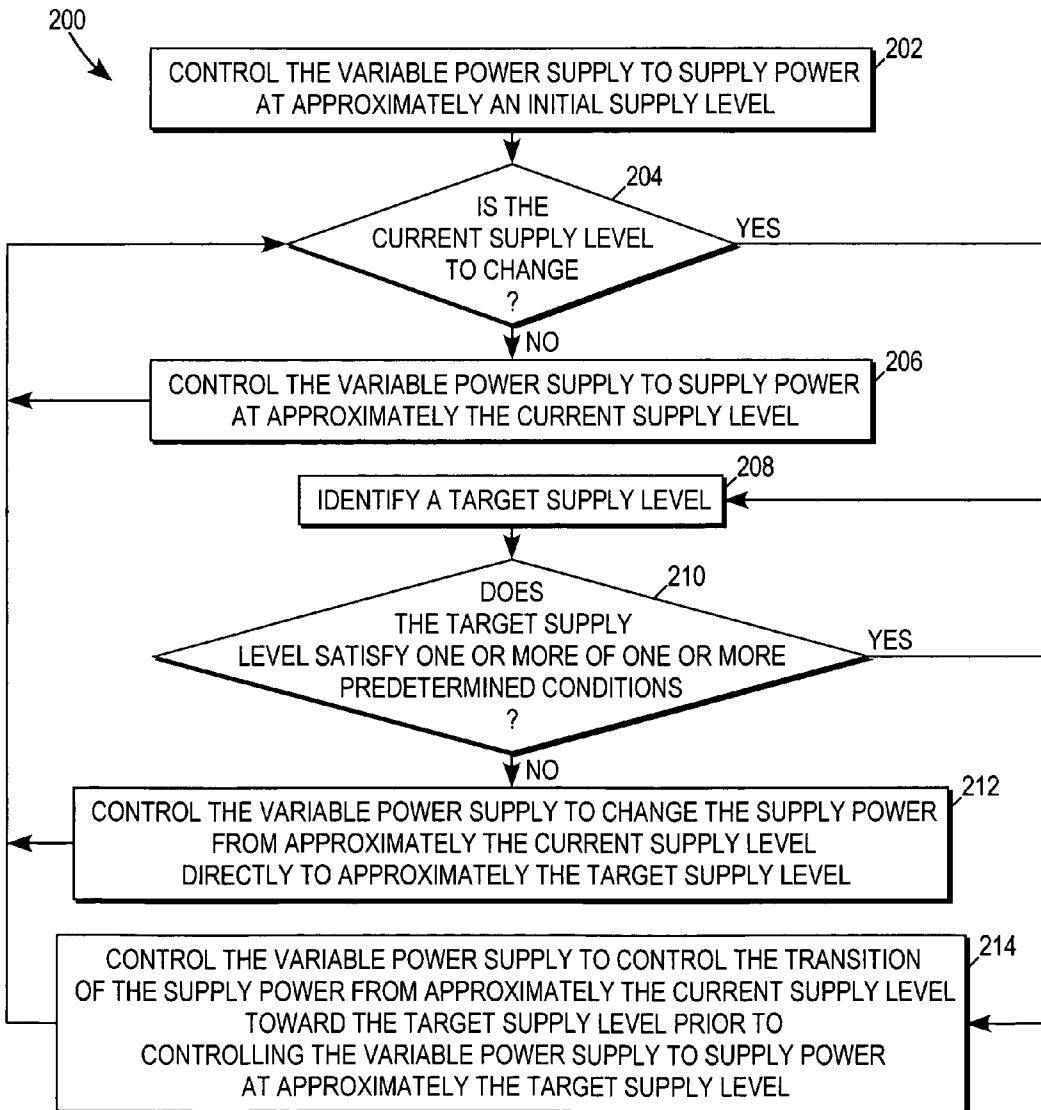 200
202
CONTROL THE VARIABLE POWER SUPPLY TO SUPPLY POWER
AT APPROXIMATELY AN INITIAL SUPPLY LEVEL
204
IS THE
CURRENT SUPPLY LEVEL
TO CHANGE
?
YES
NO
206
CONTROL THE VARIABLE POWER SUPPLY TO SUPPLY POWER
AT APPROXIMATELY THE CURRENT SUPPLY LEVEL
208
IDENTIFY A TARGET SUPPLY LEVEL
210
DOES
THE TARGET SUPPLY
LEVEL SATISFY ONE OR MORE OF ONE OR MORE
PREDETERMINED CONDITIONS
?
YES
NO
212
CONTROL THE VARIABLE POWER SUPPLY TO CHANGE THE SUPPLY POWER
FROM APPROXIMATELY THE CURRENT SUPPLY LEVEL
DIRECTLY TO APPROXIMATELY THE TARGET SUPPLY LEVEL
214
CONTROL THE VARIABLE POWER SUPPLY TO CONTROL THE TRANSITION
OF THE SUPPLY POWER FROM APPROXIMATELY THE CURRENT SUPPLY LEVEL
TOWARD THE TARGET SUPPLY LEVEL PRIOR TO
CONTROLLING THE VARIABLE POWER SUPPLY TO SUPPLY POWER
AT APPROXIMATELY THE TARGET SUPPLY LEVEL